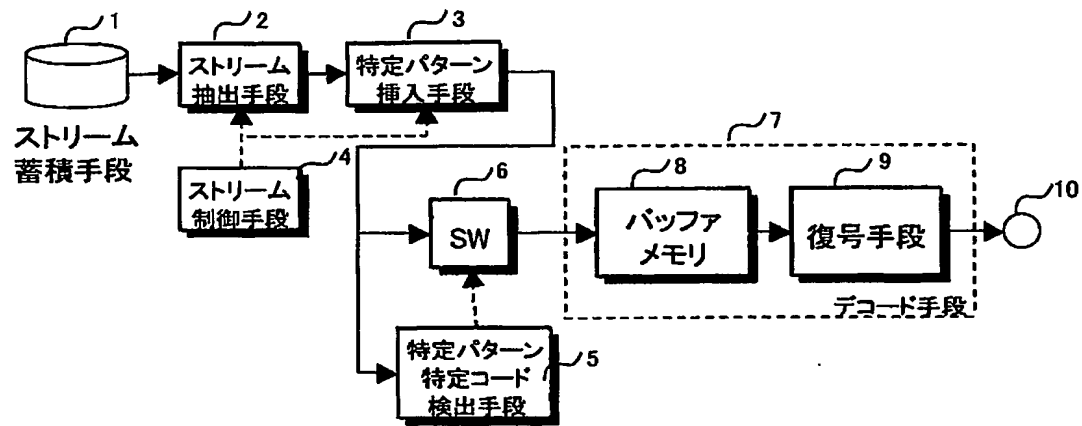 1
ストリーム
蓄積手段
2
ストリーム
抽出手段
3
特定パターン
挿入手段
4
ストリーム
制御手段
6
SW
特定パターン
特定コード
検出手段
5
7
8
バッファ
メモリ
9
復号手段
デコード手段
10